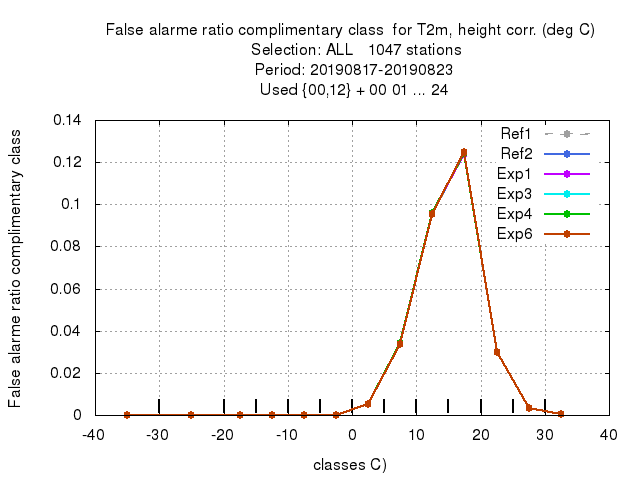 False alarme ratio complimentary class  for T2m, height corr. (deg C)
Selection: ALL   1047 stations
Period: 20190817-20190823
Used {00,12} + 00 01 ... 24
False alarme ratio complimentary class
0.14
0.12
0.1
0.08
0.06
0.04
0.02
0
Ref1
Ref2
Exp1
Exp3
Exp4
Exp6
-40 -30 -20 -10 0 10 20 30 40
classes C)